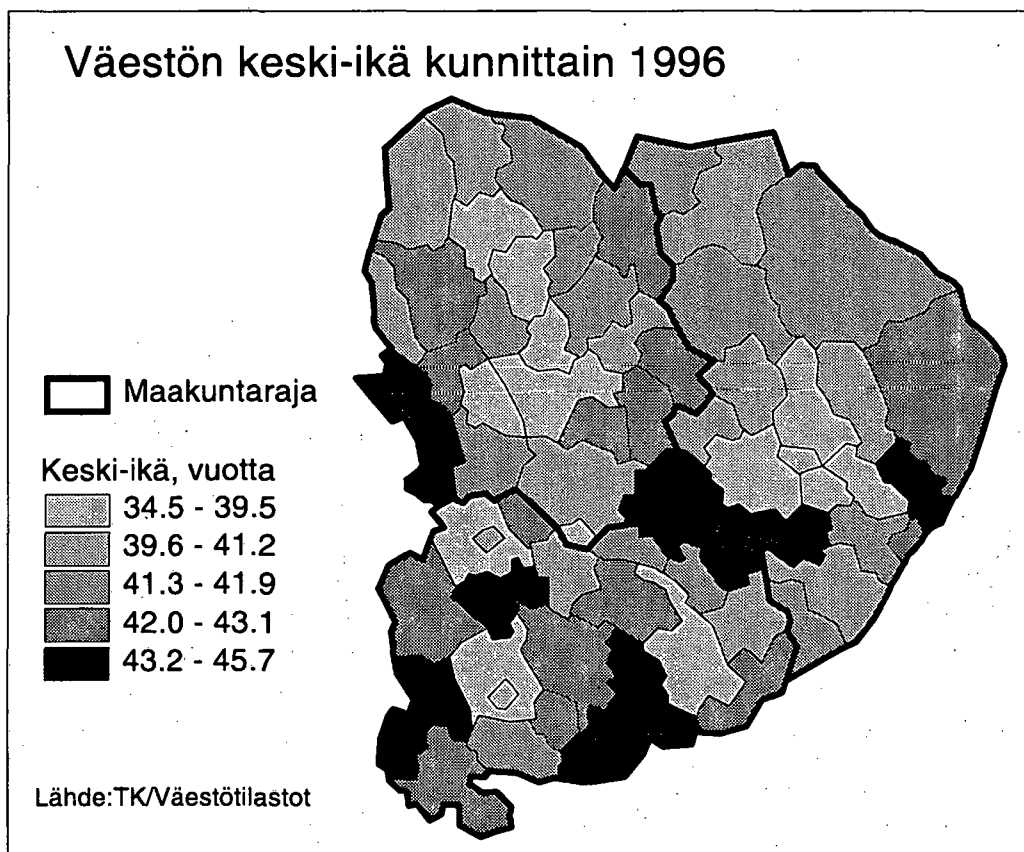 Väestön keski-ikä kunnittain 1996
Maakuntaraja
Keski-ikä, vuotta
34.5 - 39.5
39.6 - 41.2
41.3 - 41.9
42.0 - 43.1
43.2 - 45.7
Lähde:TK/Väestötilastot